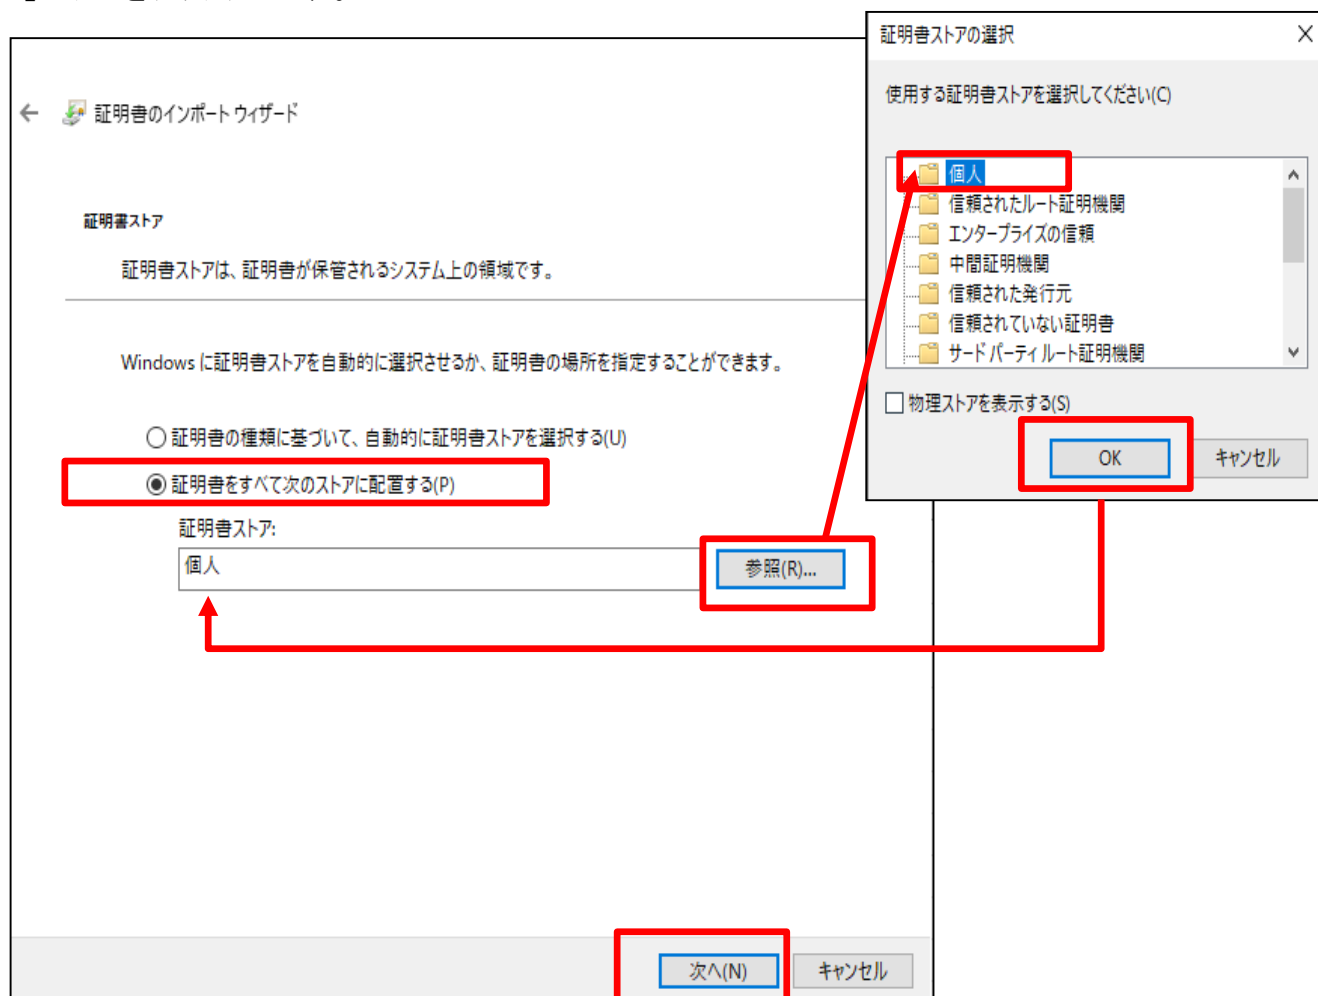 証明書のインポート ウィザード
証明書ストア
証明書ストアは、証明書が保管されるシステム上の領域です。
Windows に証明書ストアを自動的に選択させるか、証明書の場所を指定することができます。
証明書の種類に基づいて、自動的に証明書ストアを選択する(U)
証明書をすべて次のストアに配置する(P)
証明書ストア:
個人
参照(R)...
次へ(N)
キャンセル
証明書ストアの選択
使用する証明書ストアを選択してください(C)
個人
信頼されたルート証明機関
エンタープライズの信頼
中間証明機関
信頼された発行元
信頼されていない証明書
サード パーティ ルート証明機関
物理ストアを表示する(S)
OK
キャンセル